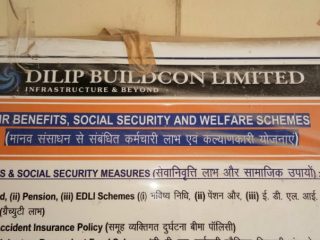 DILIP BUILDCON LIMITED
INFRASTRUCTURE & BEYOND
IR BENEFITS, SOCIAL SECURITY AND WELFARE SCHEMES
(मानव संसाधन से संबंधित कर्मचारी लाभ एवं कल्याणकारी योजनाएं)
S & SOCIAL SECURITY MEASURES (सेवानिवृत्ति लाभ और सामाजिक उपायों) :
d, (ii) Pension, (iii) EDLI Schemes ((i) भविष्य निधि, (ii) पेंशन और, (iii) ई. डी. एल. आई.
(ग्रैच्युटी लाभ)
ccident Insurance Policy (समूह व्यक्तिगत दुर्घटना बीमा पॉलिसी)